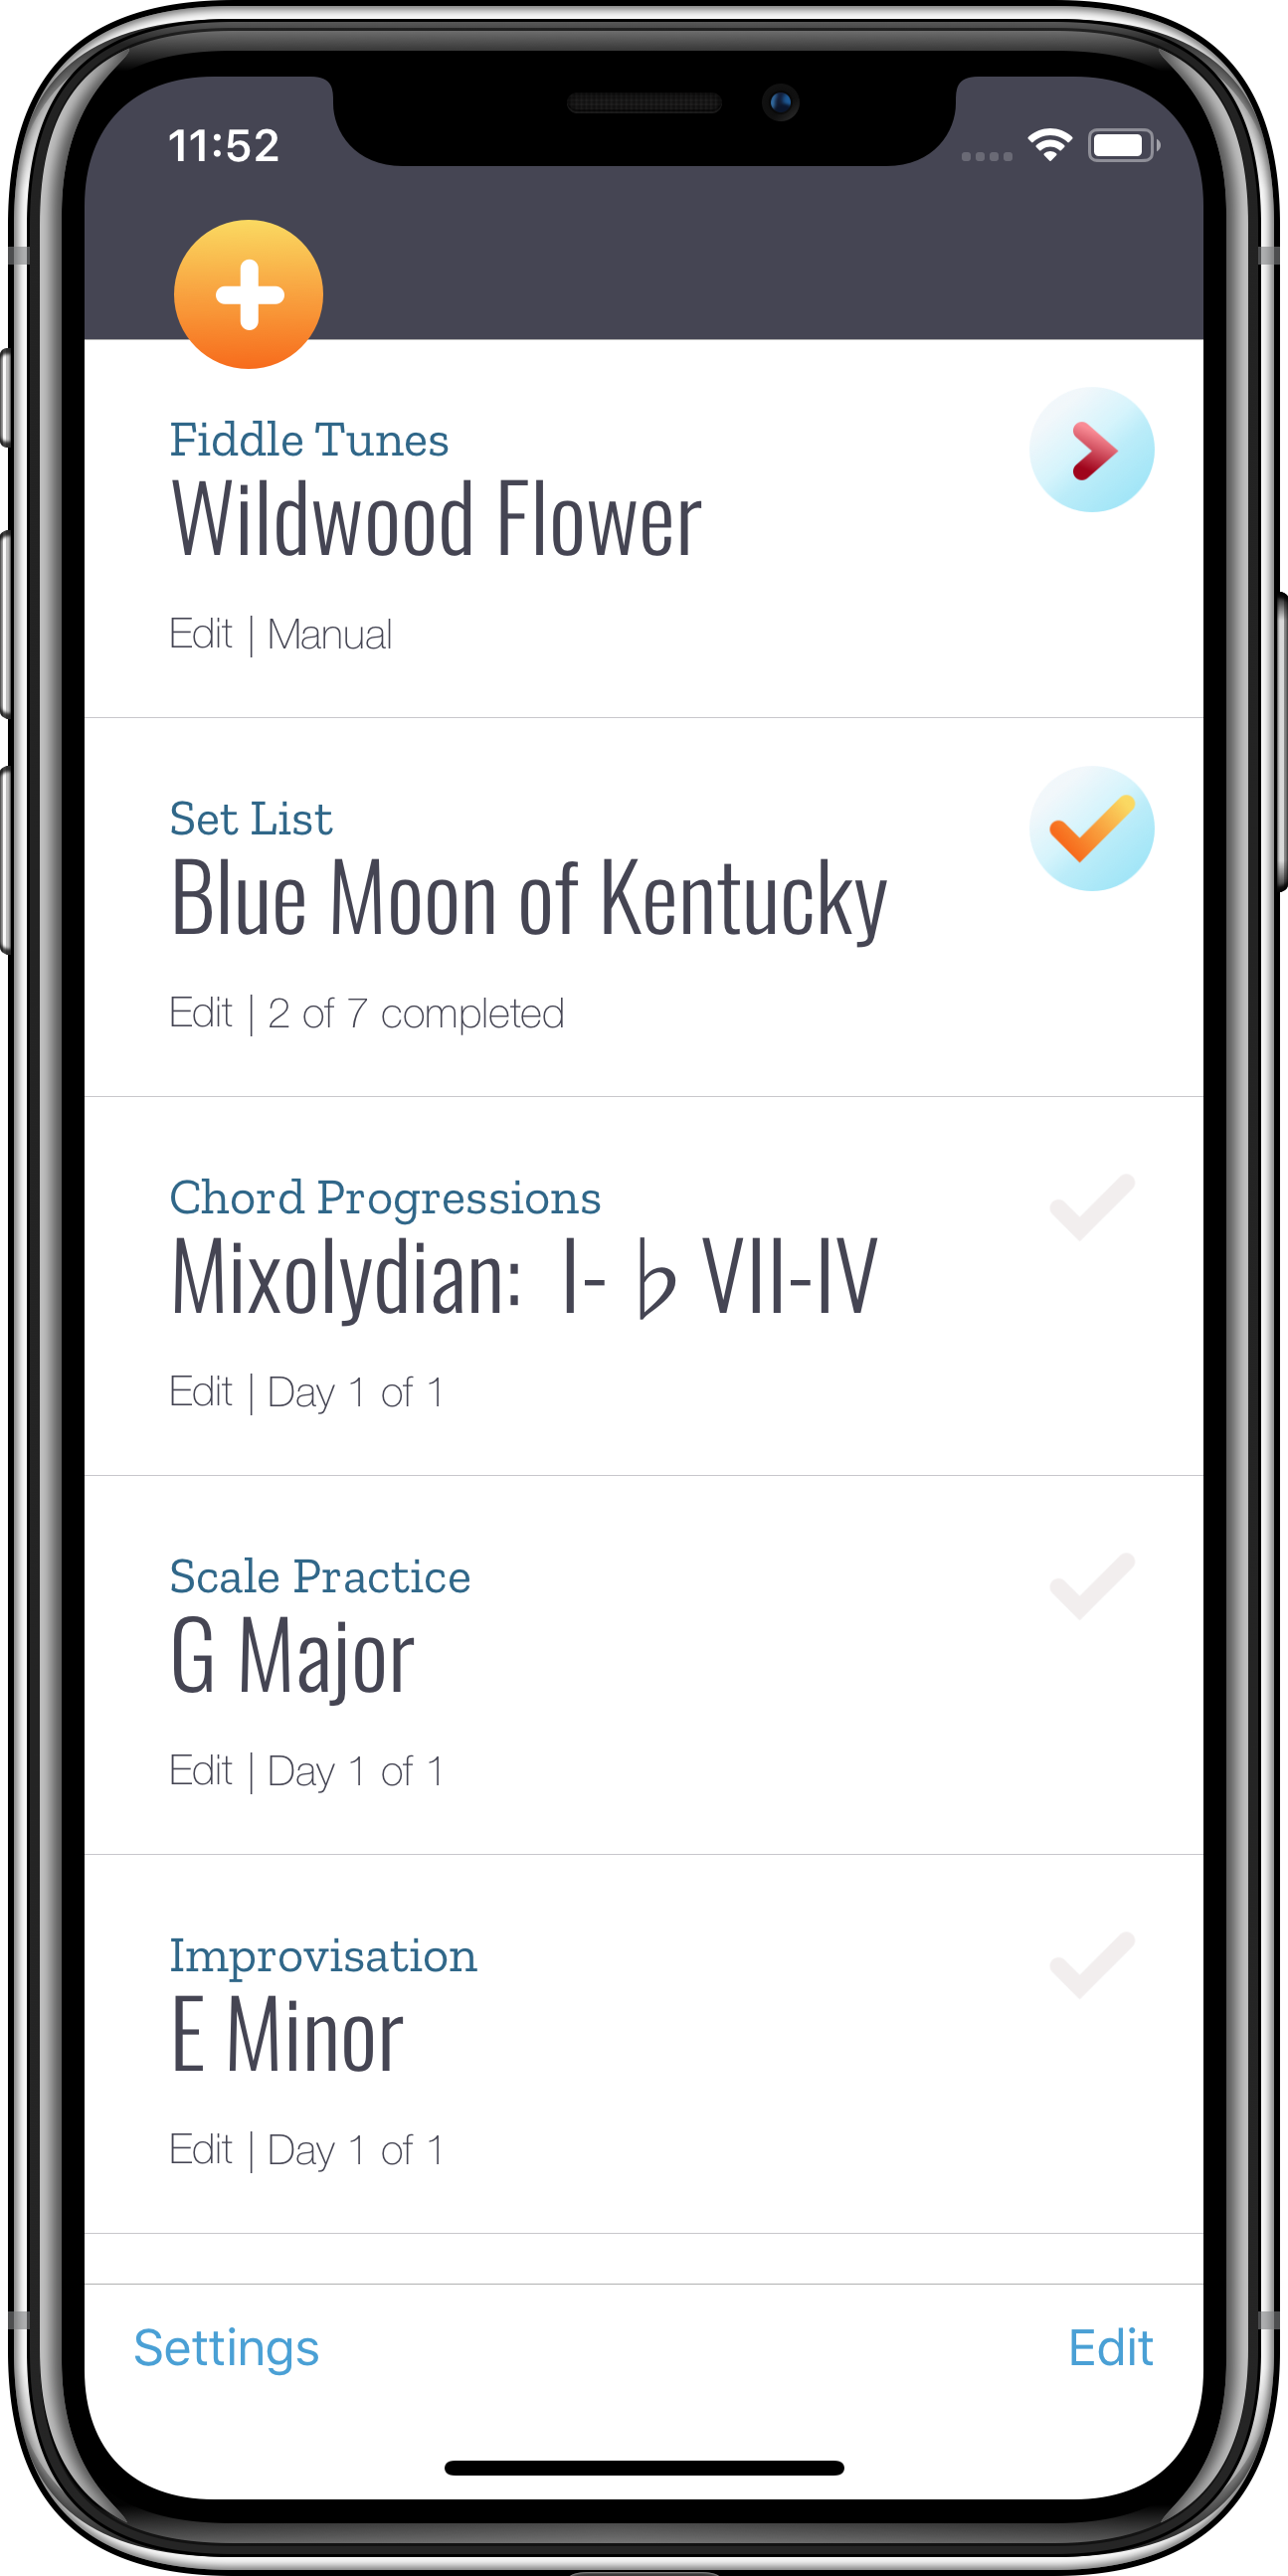 11:52
Fiddle Tunes
Wildwood Flower
Edit | Manual
Set List
Blue Moon of Kentucky
Edit | 2 of 7 completed
Chord Progressions
Mixolydian: I- ♭ VII-IV
Edit | Day 1 of 1
Scale Practice
G Major
Edit | Day 1 of 1
Improvisation
E Minor
Edit | Day 1 of 1
Settings Edit